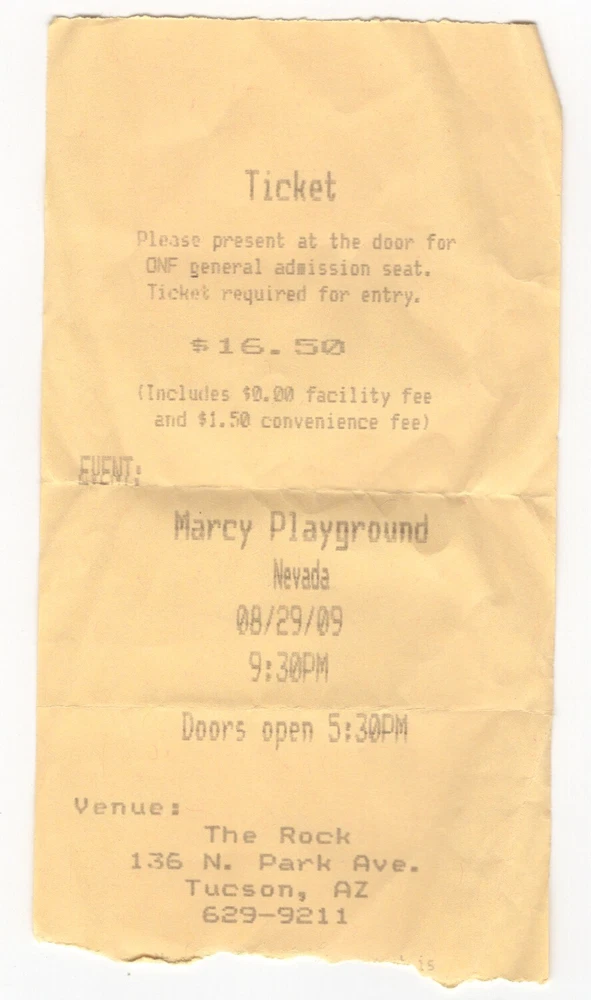 Ticket
Please present at the door for
ONF general admission seat.
Ticket required for entry.
$16.50
(Includes $0.00 facility fee
and $1.50 convenience fee)
EVENT:
Marcy Playground
Nevada
08/29/09
9:30PM
Doors open 5:30PM
Venue:
The Rock
136 N. Park Ave.
Tucson, AZ
629-9211
is